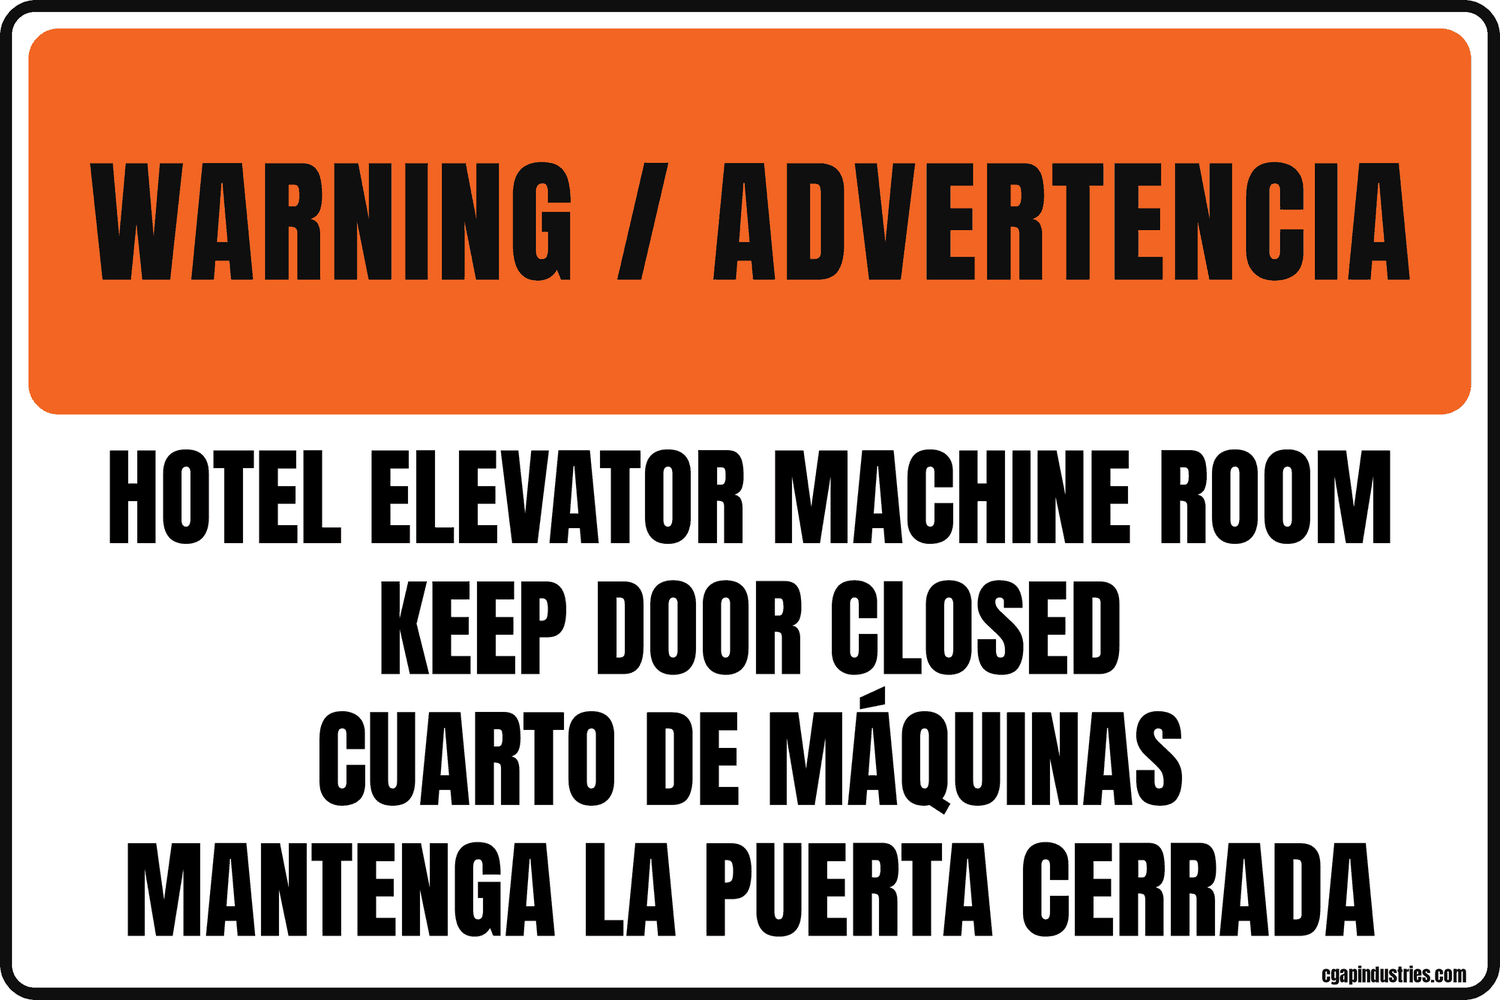 WARNING / ADVERTENCIA
HOTEL ELEVATOR MACHINE ROOM
KEEP DOOR CLOSED
CUARTO DE MÁQUINAS
MANTENGA LA PUERTA CERRADA
cgapindustries.com